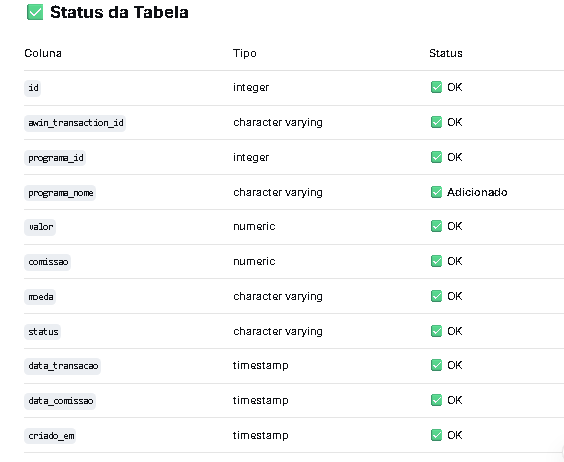 ✅ Status da Tabela
Coluna Tipo Status
id integer ✅ OK
awin_transaction_id character varying ✅ OK
programa_id integer ✅ OK
programa_nome character varying ✅ Adicionado
valor numeric ✅ OK
comissao numeric ✅ OK
moeda character varying ✅ OK
status character varying ✅ OK
data_transacao timestamp ✅ OK
data_comissao timestamp ✅ OK
criado_em timestamp ✅ OK